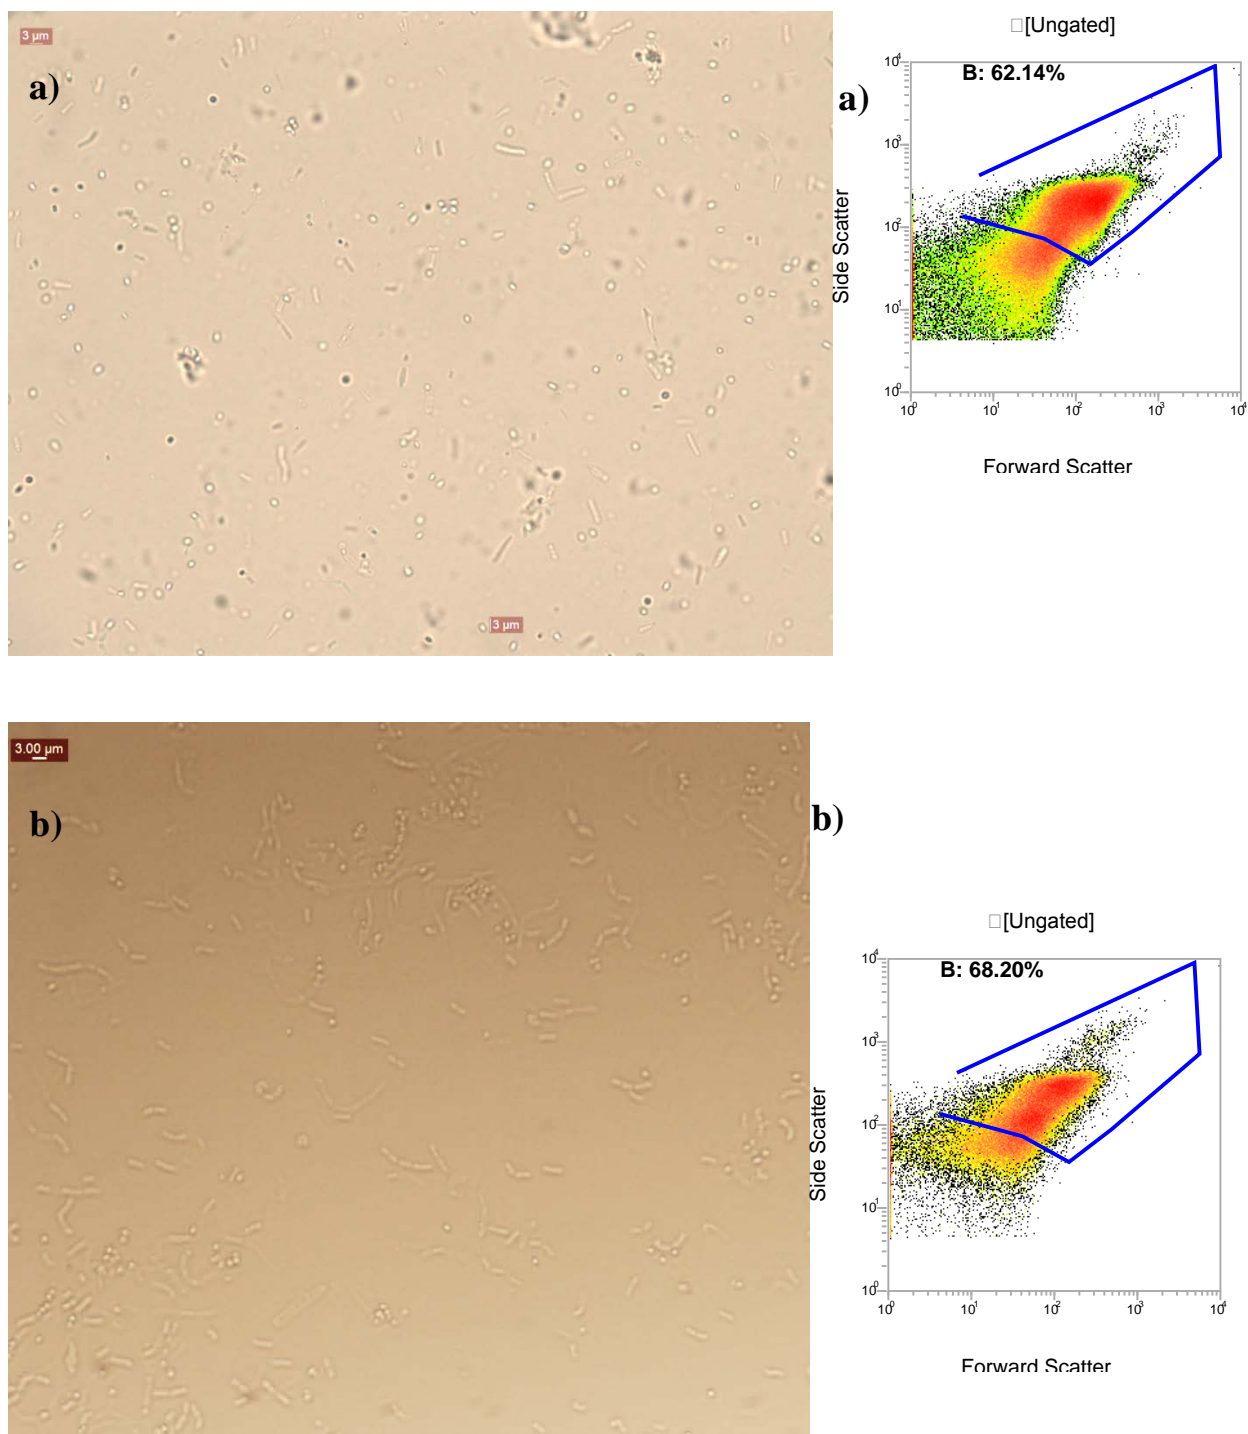 3 µm
a)
3 µm
a)
[Ungated]
B: 62.14%
10⁴
10³
10²
10¹
10⁰
Side Scatter
10⁰ 10¹ 10² 10³ 10⁴
Forward Scatter
3.00 µm
b)
b)
[Ungated]
B: 68.20%
10⁴
10³
10²
10¹
10⁰
Side Scatter
10⁰ 10¹ 10² 10³ 10⁴
Forward Scatter